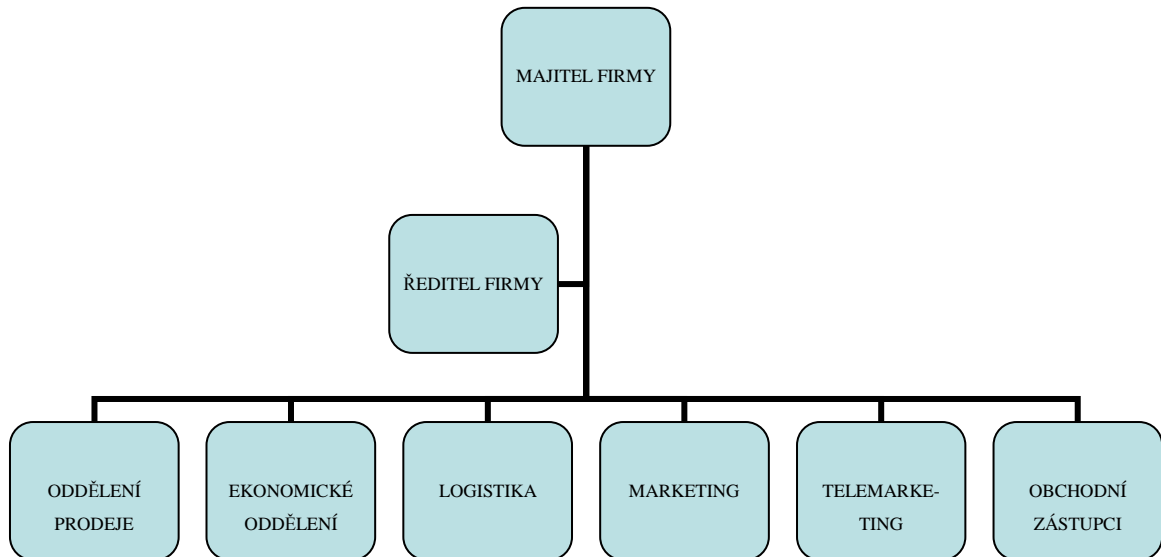 MAJITEL FIRMY
ŘEDITEL FIRMY
ODDĚLENÍ
PRODEJE
EKONOMICKÉ
ODDĚLENÍ
LOGISTIKA
MARKETING
TELEMARKE-
TING
OBCHODNÍ
ZÁSTUPCI